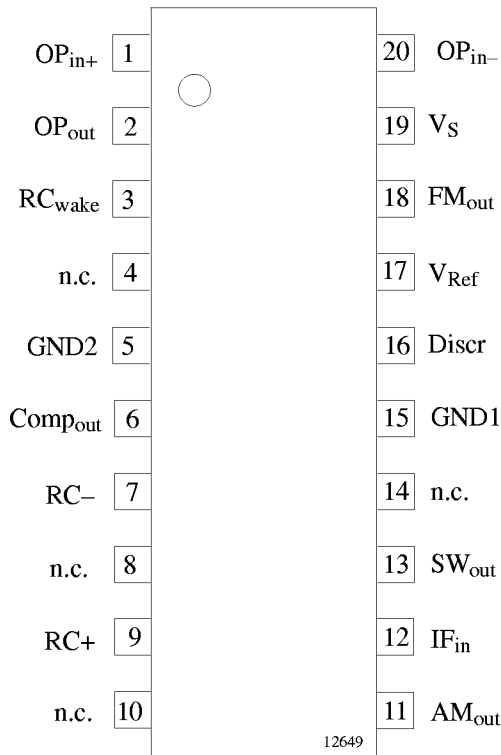 OPin+ 1 20 OPin–
OPout 2 19 VS
RCwake 3 18 FMout
n.c. 4 17 VRef
GND2 5 16 Discr
Compout 6 15 GND1
RC– 7 14 n.c.
n.c. 8 13 SWout
RC+ 9 12 IFin
n.c. 10 11 AMout
12649